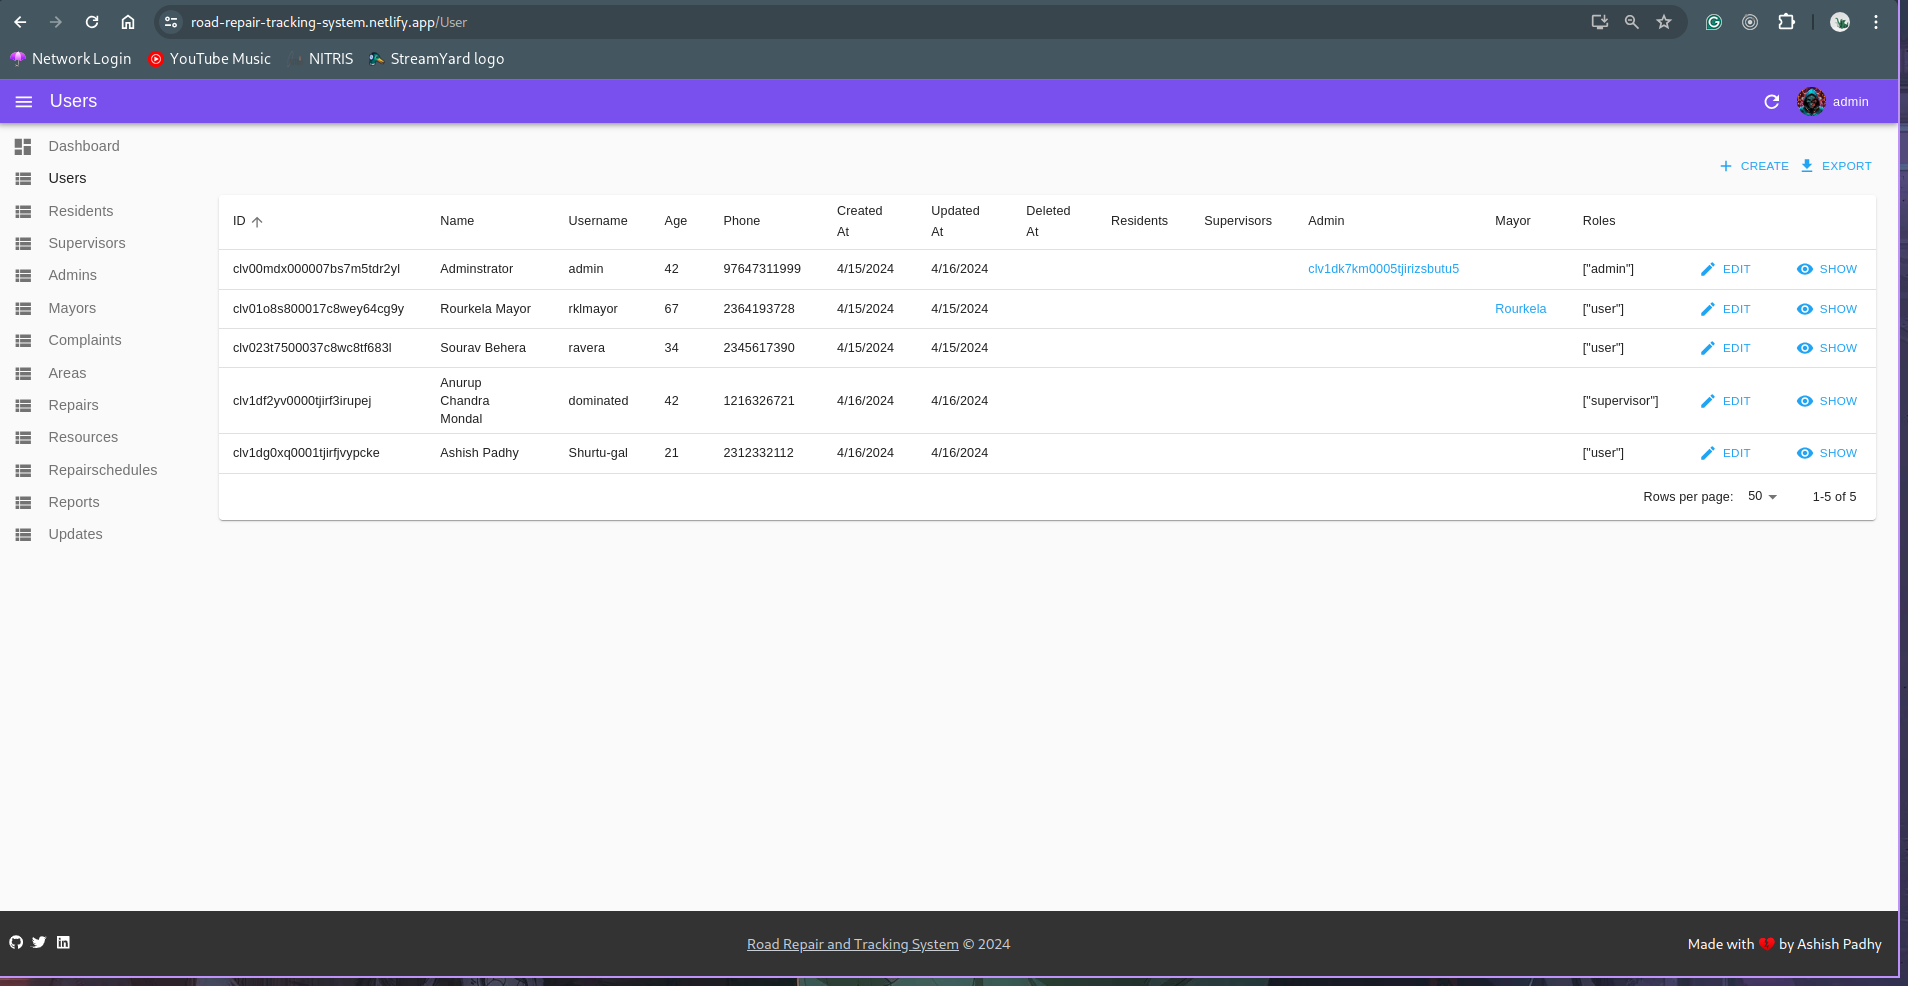 road-repair-tracking-system.netlify.app/User
Network Login YouTube Music NITRIS StreamYard logo
Users admin
Dashboard
Users
Residents
Supervisors
Admins
Mayors
Complaints
Areas
Repairs
Resources
Repairschedules
Reports
Updates
CREATE EXPORT
ID Name Username Age Phone Created At Updated At Deleted At Residents Supervisors Admin Mayor Roles
clv00mdx000007bs7m5tdr2yl Adminstrator admin 42 97647311999 4/15/2024 4/16/2024 clv1dk7km0005tjirizsbutu5 ["admin"] EDIT SHOW
clv01o8s800017c8wey64cg9y Rourkela Mayor rklmayor 67 2364193728 4/15/2024 4/15/2024 Rourkela ["user"] EDIT SHOW
clv023t7500037c8wc8tf683l Sourav Behera ravera 34 2345617390 4/15/2024 4/15/2024 ["user"] EDIT SHOW
clv1df2yv0000tjirf3irupej Anurup Chandra Mondal dominated 42 1216326721 4/16/2024 4/16/2024 ["supervisor"] EDIT SHOW
clv1dg0xq0001tjirfjvypcke Ashish Padhy Shurtu-gal 21 2312332112 4/16/2024 4/16/2024 ["user"] EDIT SHOW
Rows per page: 50 1-5 of 5
Road Repair and Tracking System © 2024
Made with 💔 by Ashish Padhy